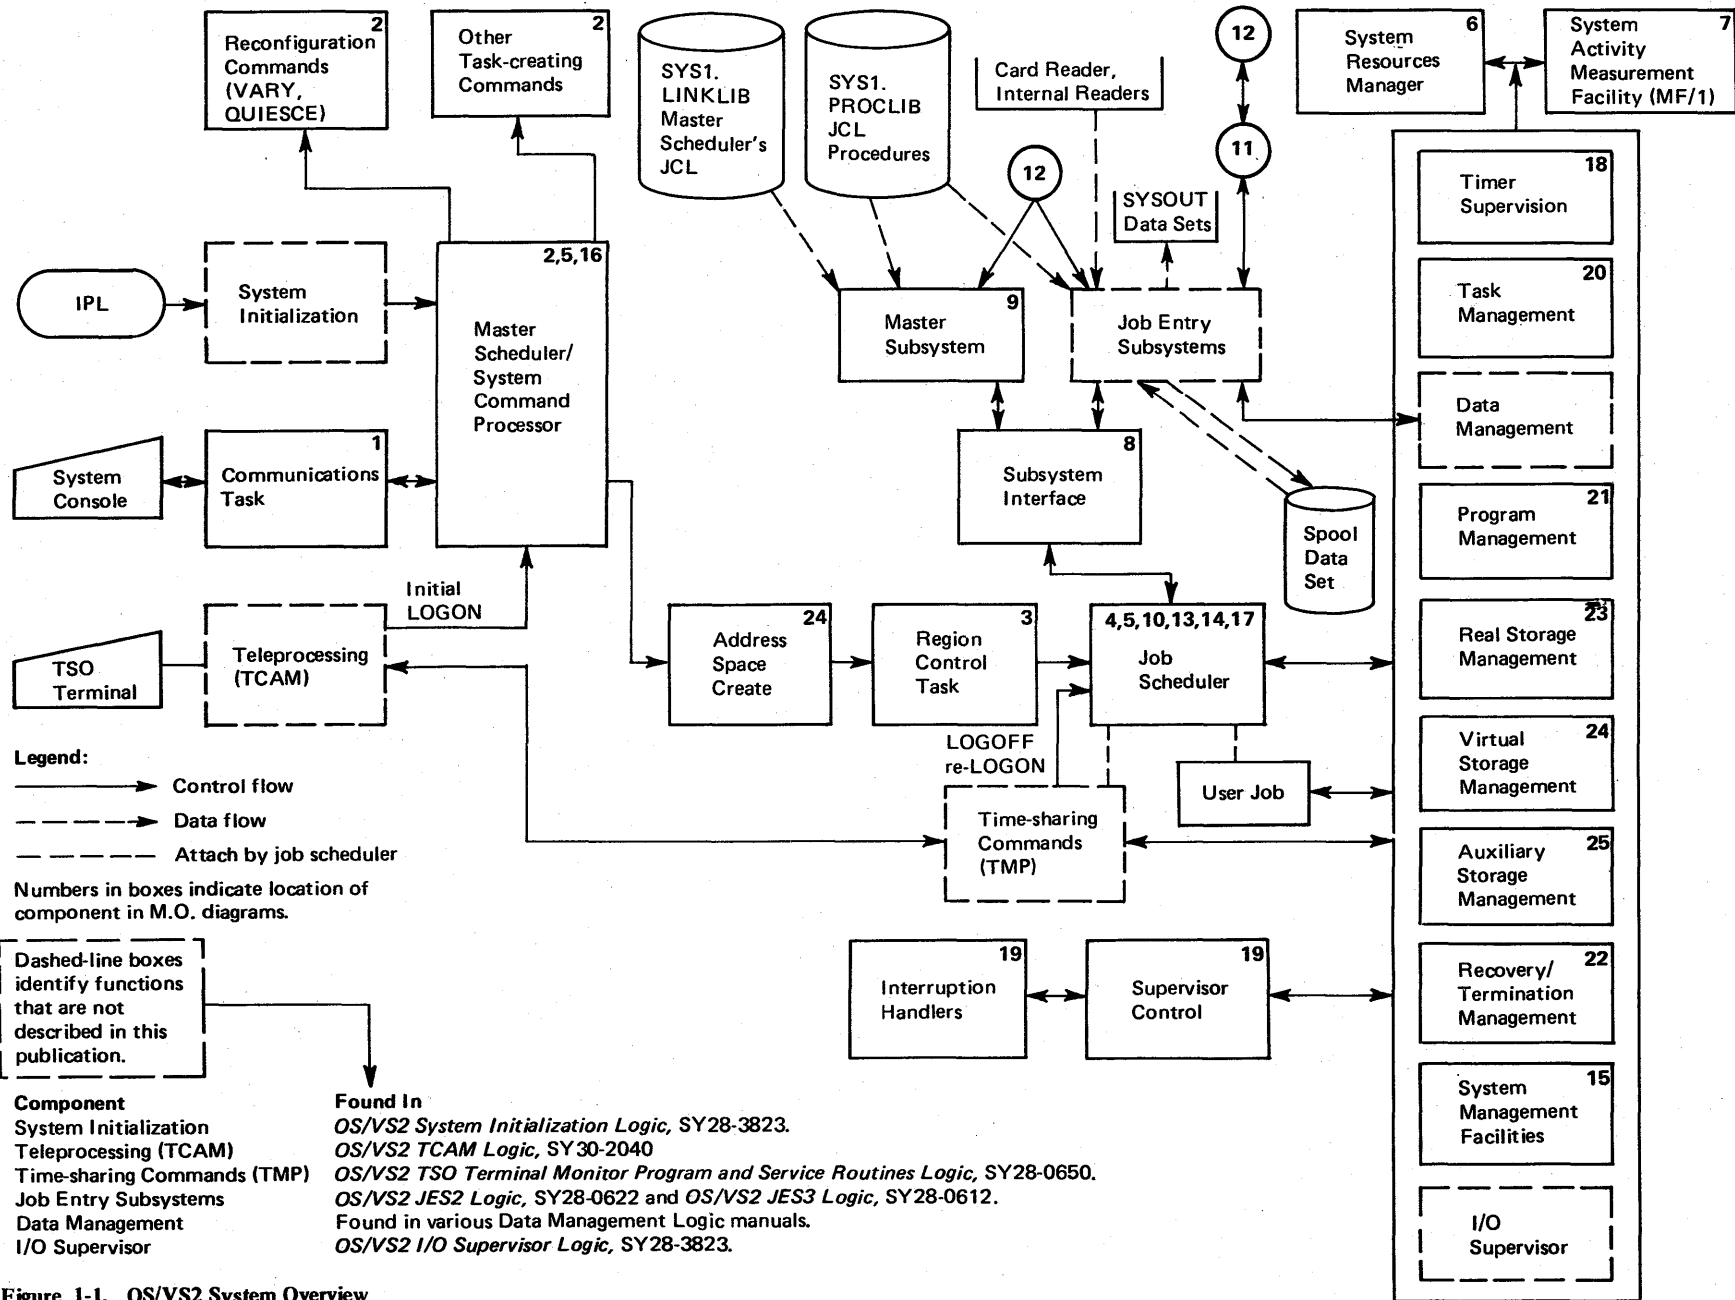 2
Reconfiguration
Commands
(VARY,
QUIESCE)
2
Other
Task-creating
Commands
SYS1.
LINKLIB
Master
Scheduler's
JCL
SYS1.
PROCLIB
JCL
Procedures
Card Reader,
Internal Readers
12
11
12
SYSOUT
Data Sets
6
System
Resources
Manager
7
System
Activity
Measurement
Facility (MF/1)
IPL
System
Initialization
2,5,16
Master
Scheduler/
System
Command
Processor
9
Master
Subsystem
Job Entry
Subsystems
System
Console
1
Communications
Task
8
Subsystem
Interface
Spool
Data
Set
Initial
LOGON
TSO
Terminal
Teleprocessing
(TCAM)
24
Address
Space
Create
3
Region
Control
Task
4,5,10,13,14,17
Job
Scheduler
LOGOFF
re-LOGON
User Job
Time-sharing
Commands
(TMP)
19
Interruption
Handlers
19
Supervisor
Control
18
Timer
Supervision
20
Task
Management
Data
Management
21
Program
Management
23
Real Storage
Management
24
Virtual
Storage
Management
25
Auxiliary
Storage
Management
22
Recovery/
Termination
Management
15
System
Management
Facilities
I/O
Supervisor
Legend:
Control flow
Data flow
Attach by job scheduler
Numbers in boxes indicate location of
component in M.O. diagrams.
Dashed-line boxes
identify functions
that are not
described in this
publication.
Component Found In
System Initialization OS/VS2 System Initialization Logic, SY28-3823.
Teleprocessing (TCAM) OS/VS2 TCAM Logic, SY30-2040
Time-sharing Commands (TMP) OS/VS2 TSO Terminal Monitor Program and Service Routines Logic, SY28-0650.
Job Entry Subsystems OS/VS2 JES2 Logic, SY28-0622 and OS/VS2 JES3 Logic, SY28-0612.
Data Management Found in various Data Management Logic manuals.
I/O Supervisor OS/VS2 I/O Supervisor Logic, SY28-3823.
Figure 1-1. OS/VS2 System Overview